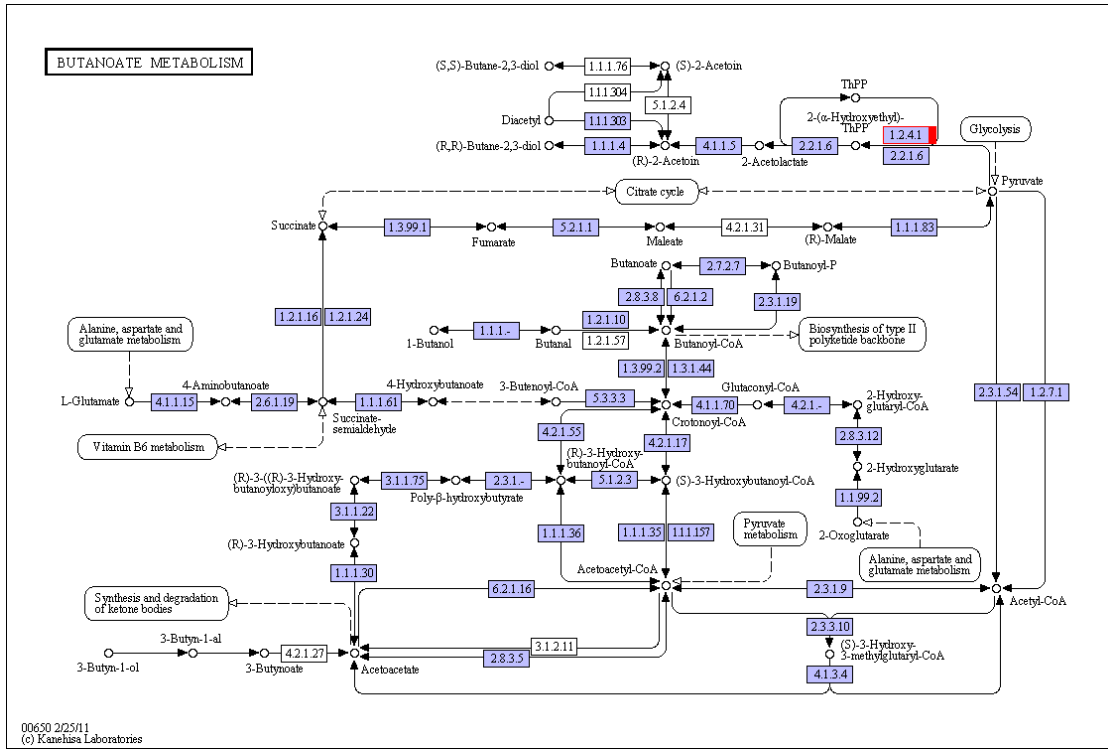 BUTANOATE METABOLISM
(S,S)-Butane-2,3-diol
1.1.1.76
(S)-2-Acetoin
1.1.1304
5.1.2.4
Diacetyl
1.1.1303
(R,R)-Butane-2,3-diol
1.1.1.4
(R)-2-Acetoin
4.1.1.5
2-Acetolactate
2.2.1.6
ThPP
2-(α-Hydroxyethyl)-
ThPP
1.2.4.1
2.2.1.6
Glycolysis
Pyruvate
Citrate cycle
Succinate
1.3.99.1
Fumarate
5.2.1.1
Maleate
4.2.1.31
(R)-Malate
1.1.1.83
Butanoate
2.7.2.7
Butanoyl-P
2.8.3.8
6.2.1.2
2.3.1.19
1.2.1.16
1.2.1.24
Alanine, aspartate and
glutamate metabolism
1-Butanol
1.1.1.-
Butanal
1.2.1.10
1.2.1.57
Butanoyl-CoA
Biosynthesis of type II
polyketide backbone
1.3.99.2
1.3.1.44
L-Glutamate
4.1.1.15
4-Aminobutanoate
2.6.1.19
Succinate-
semialdehyde
1.1.1.61
4-Hydroxybutanoate
3-Butenoyl-CoA
5.3.3.3
Crotonoyl-CoA
4.1.1.70
Glutaconyl-CoA
4.2.1.-
2-Hydroxy-
glutaryl-CoA
2.3.1.54
1.2.7.1
Vitamin B6 metabolism
4.2.1.55
4.2.1.17
2.8.3.12
(R)-3-Hydroxy-
butanoyl-CoA
2-Hydroxyglutarate
(R)-3-((R)-3-Hydroxy-
butanoyloxy)butanoate
3.1.1.75
Poly-β-hydroxybutyrate
2.3.1.-
5.1.2.3
(S)-3-Hydroxybutanoyl-CoA
1.1.99.2
3.1.1.22
2-Oxoglutarate
(R)-3-Hydroxybutanoate
1.1.1.36
1.1.1.35
1.1.1.157
Pyruvate
metabolism
Alanine, aspartate and
glutamate metabolism
1.1.1.30
Acetoacetyl-CoA
6.2.1.16
2.3.1.9
Acetyl-CoA
Synthesis and degradation
of ketone bodies
2.3.3.10
3-Butyn-1-ol
3-Butyn-1-al
3-Butynoate
4.2.1.27
Acetoacetate
3.1.2.11
2.8.3.5
(S)-3-Hydroxy-
3-methylglutaryl-CoA
4.1.3.4
00650 2/25/11
(c) Kanehisa Laboratories